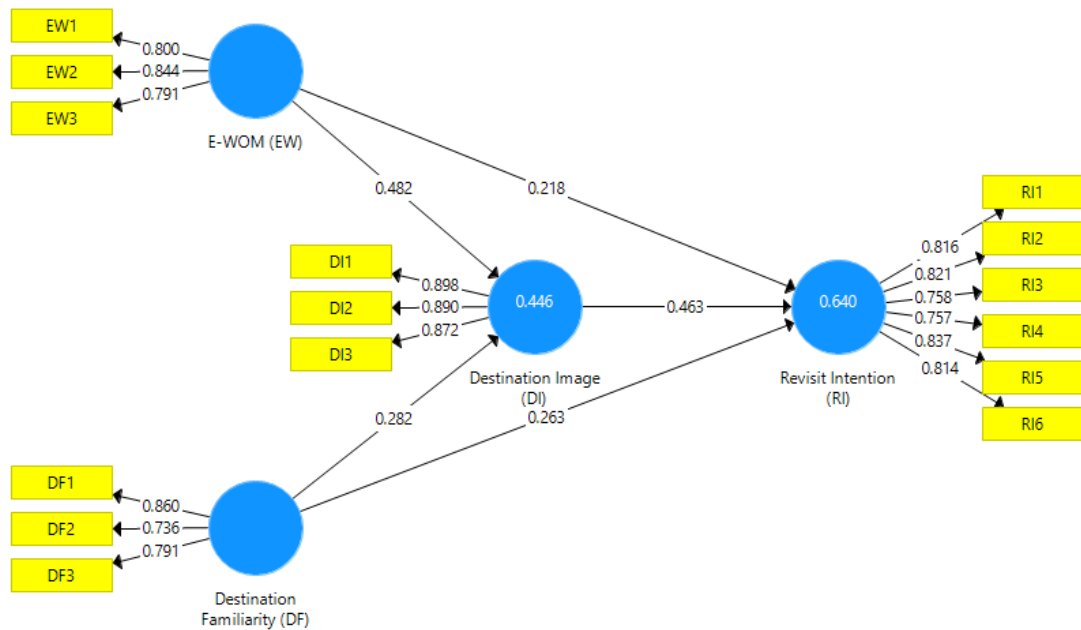 EW1
0.800
EW2
0.844
EW3
0.791
E-WOM (EW)
0.482
0.218
DI1
0.898
DI2
0.890
DI3
0.872
0.446
Destination Image
(DI)
0.463
0.640
Revisit Intention
(RI)
RI1
0.816
RI2
0.821
RI3
0.758
RI4
0.757
RI5
0.837
RI6
0.814
0.282
0.263
DF1
0.860
DF2
0.736
DF3
0.791
Destination
Familiarity (DF)